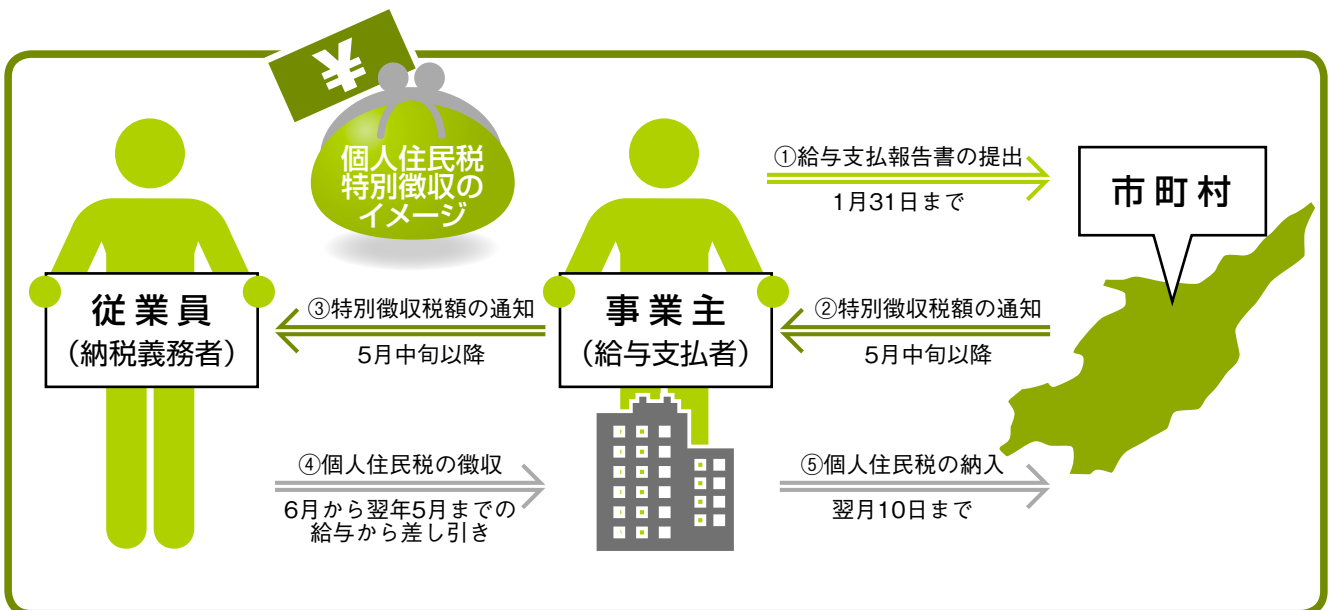 ¥
個人住民税
特別徴収の
イメージ
①給与支払報告書の提出
1月31日まで
市町村
従業員
（納税義務者）
③特別徴収税額の通知
5月中旬以降
事業主
（給与支払者）
②特別徴収税額の通知
5月中旬以降
④個人住民税の徴収
6月から翌年5月までの
給与から差し引き
⑤個人住民税の納入
翌月10日まで